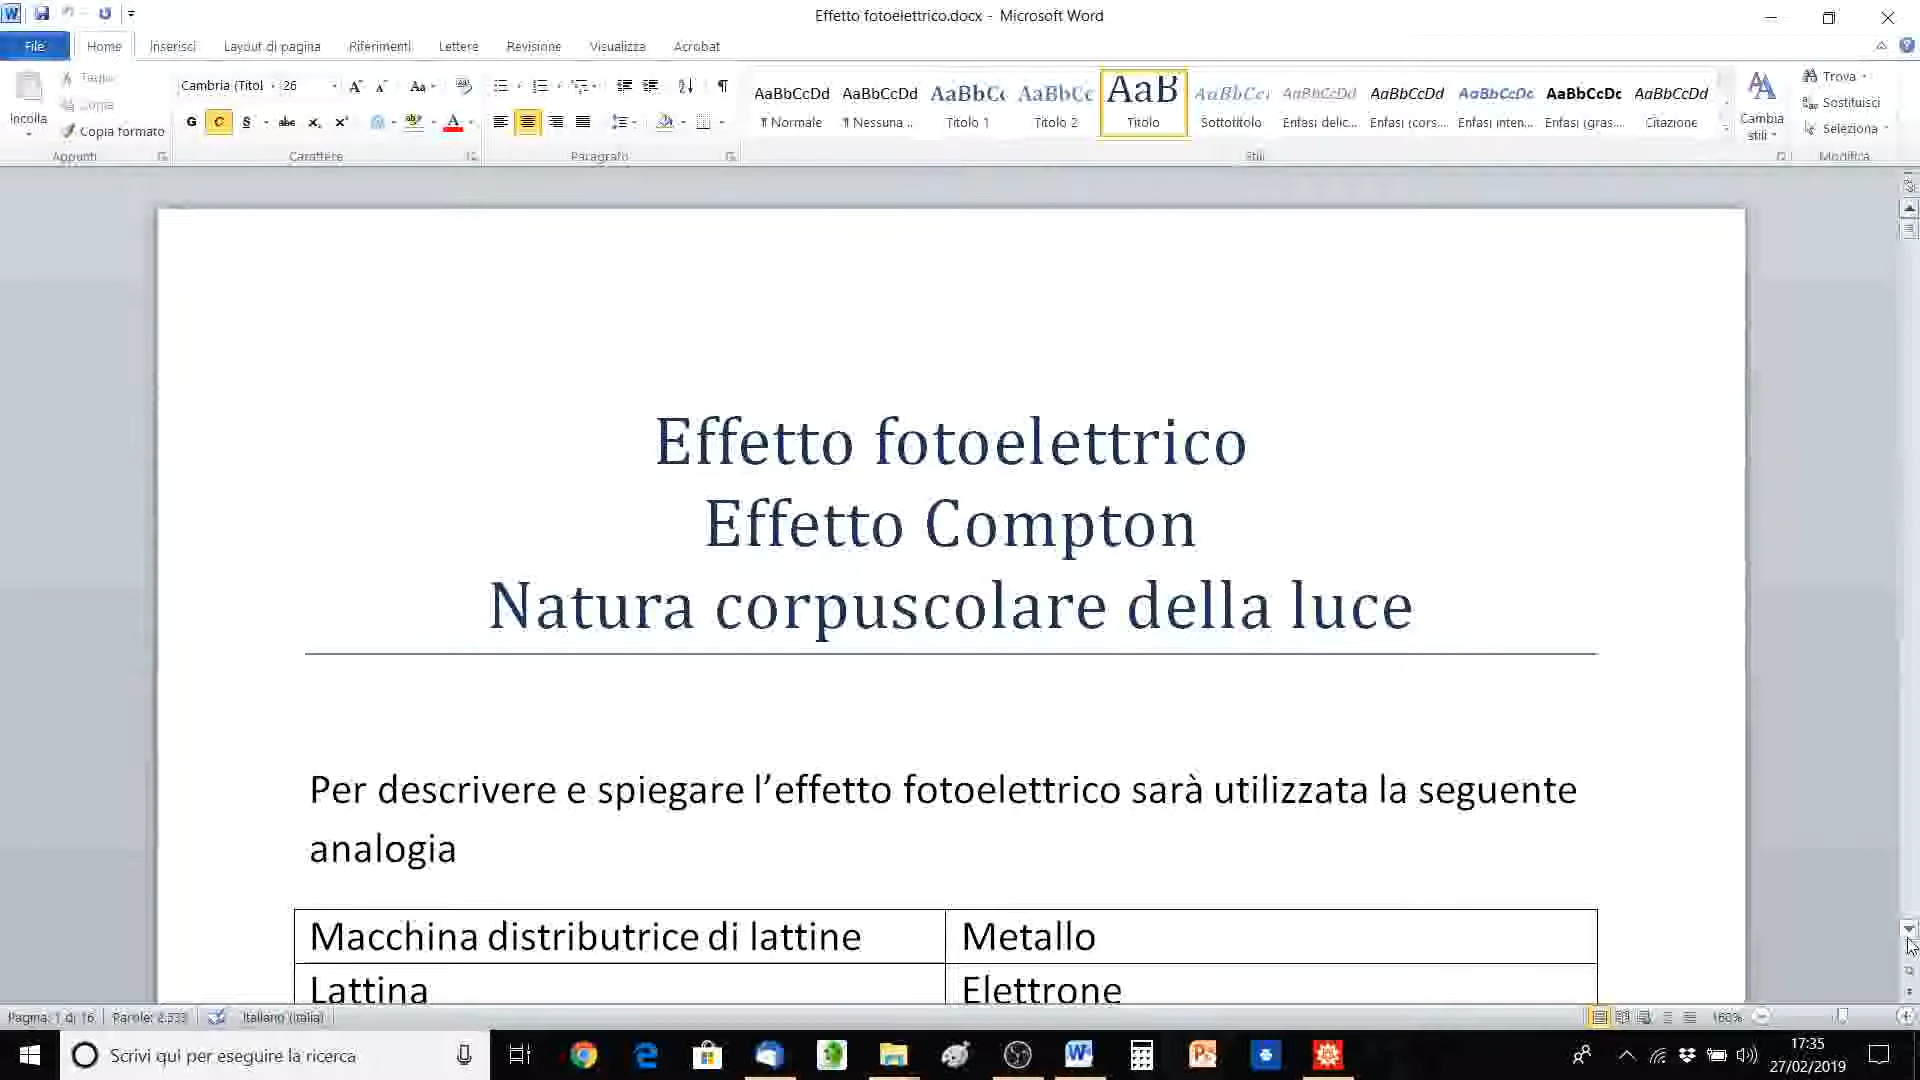 Effetto fotoelettrico.docx - Microsoft Word
File Home Inserisci Layout di pagina Riferimenti Lettere Revisione Visualizza Acrobat
Incolla
Taglia
Copia
Copia formato
Appunti
Cambria (Titol 26
G C S abc
Carattere
Paragrafo
AaBbCcDd AaBbCcDd AaBbCc AaBbCc AaB AaBbCc AaBbCcDd AaBbCcDd AaBbCcDc AaBbCcDc AaBbCcDd
¶ Normale ¶ Nessuna ... Titolo 1 Titolo 2 Titolo Sottotitolo Enfasi delic... Enfasi (cors... Enfasi inten... Enfasi (gras... Citazione
Stili
Cambia
stili
Trova
Sostituisci
Seleziona
Modifica
Effetto fotoelettrico
Effetto Compton
Natura corpuscolare della luce
Per descrivere e spiegare l’effetto fotoelettrico sarà utilizzata la seguente
analogia
Macchina distributrice di lattine Metallo
Lattina Elettrone
Pagina: 1 di 16 Parole: 2.533 Italiano (Italia) 160%
Scrivi qui per eseguire la ricerca
17:35
27/02/2019